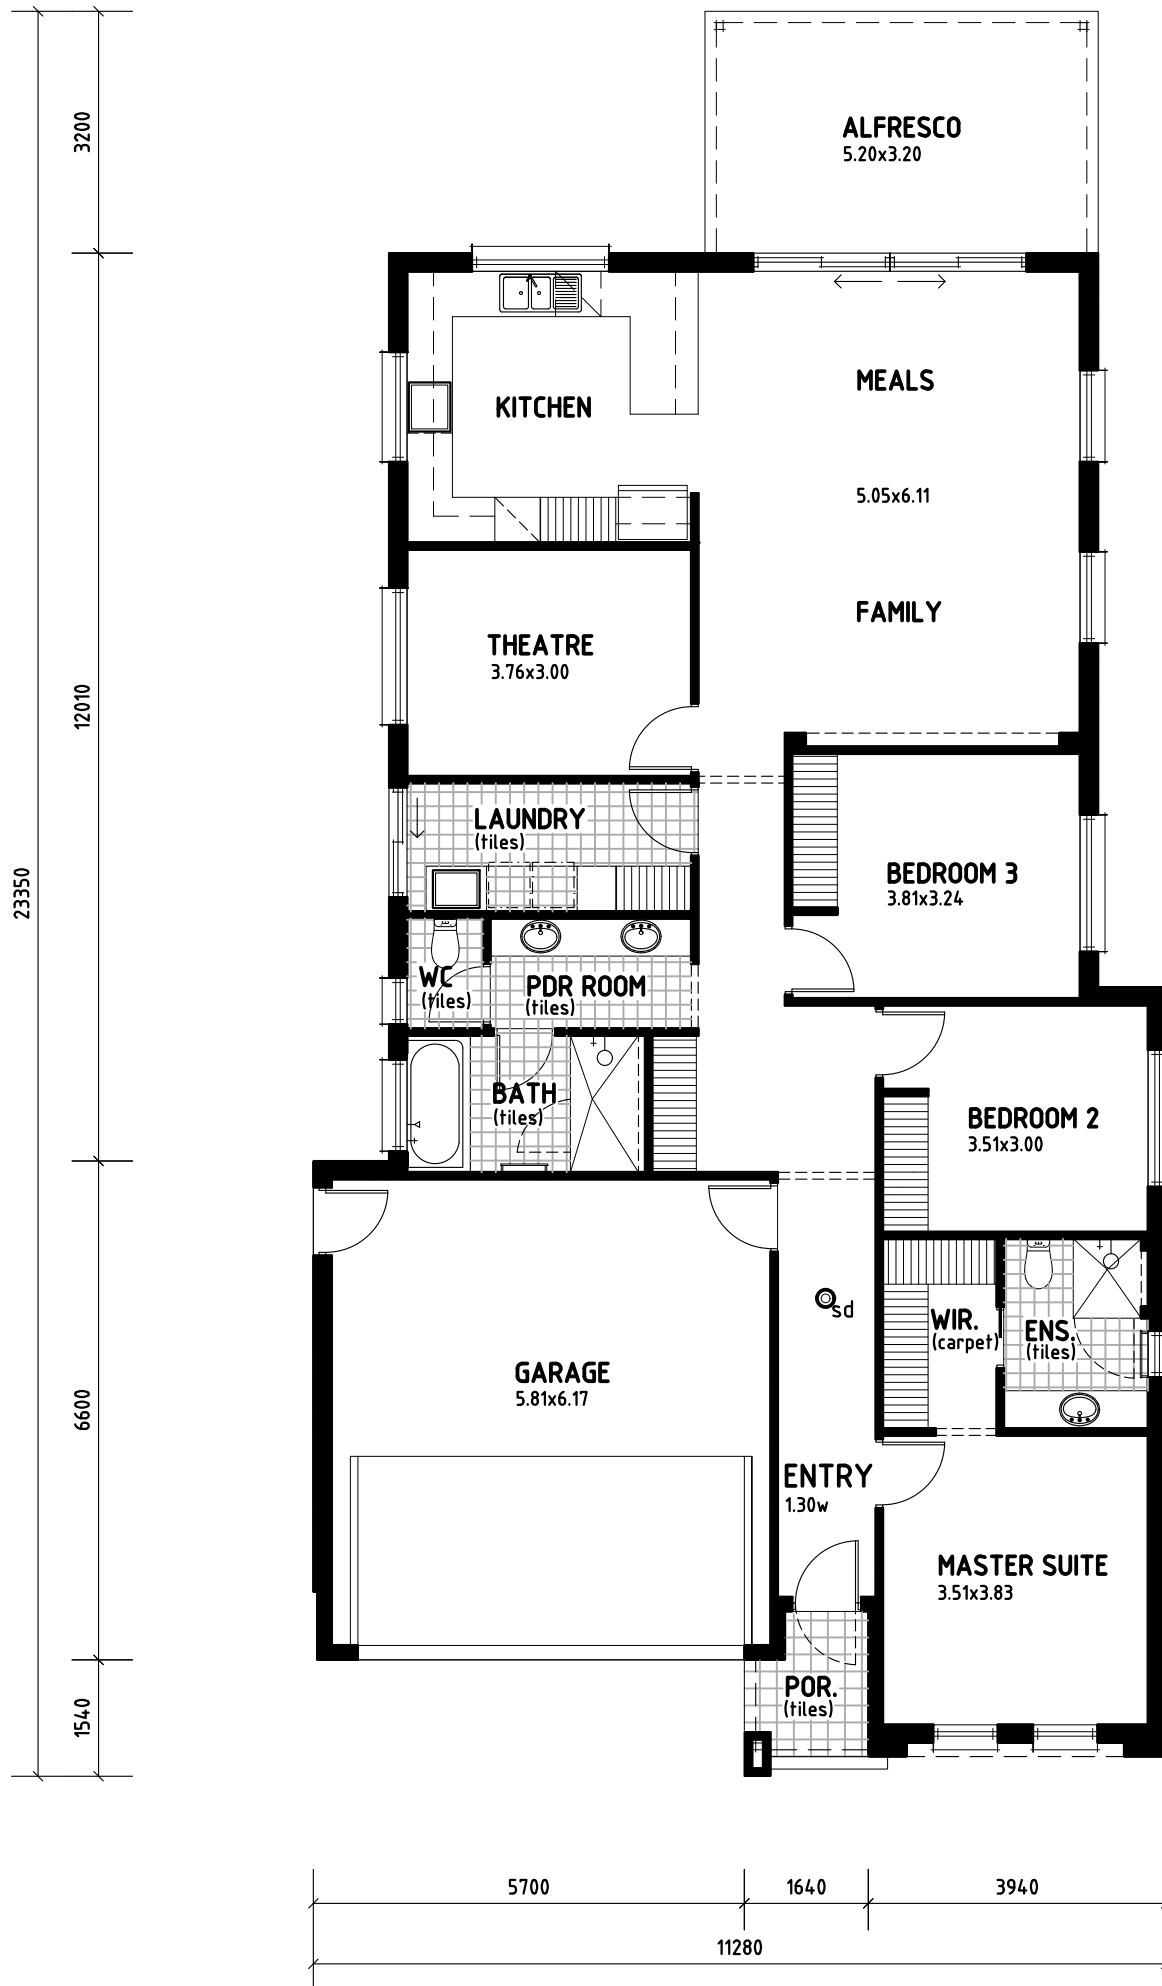 3200
ALFRESCO
5.20x3.20
MEALS
KITCHEN
5.05x6.11
FAMILY
THEATRE
3.76x3.00
12010
LAUNDRY
(tiles)
23350
BEDROOM 3
3.81x3.24
WC
(tiles)
PDR ROOM
(tiles)
BATH
(tiles)
BEDROOM 2
3.51x3.00
sd
WIR.
(carpet)
ENS.
(tiles)
GARAGE
5.81x6.17
6600
ENTRY
1.30w
MASTER SUITE
3.51x3.83
POR.
(tiles)
1540
5700
1640
3940
11280